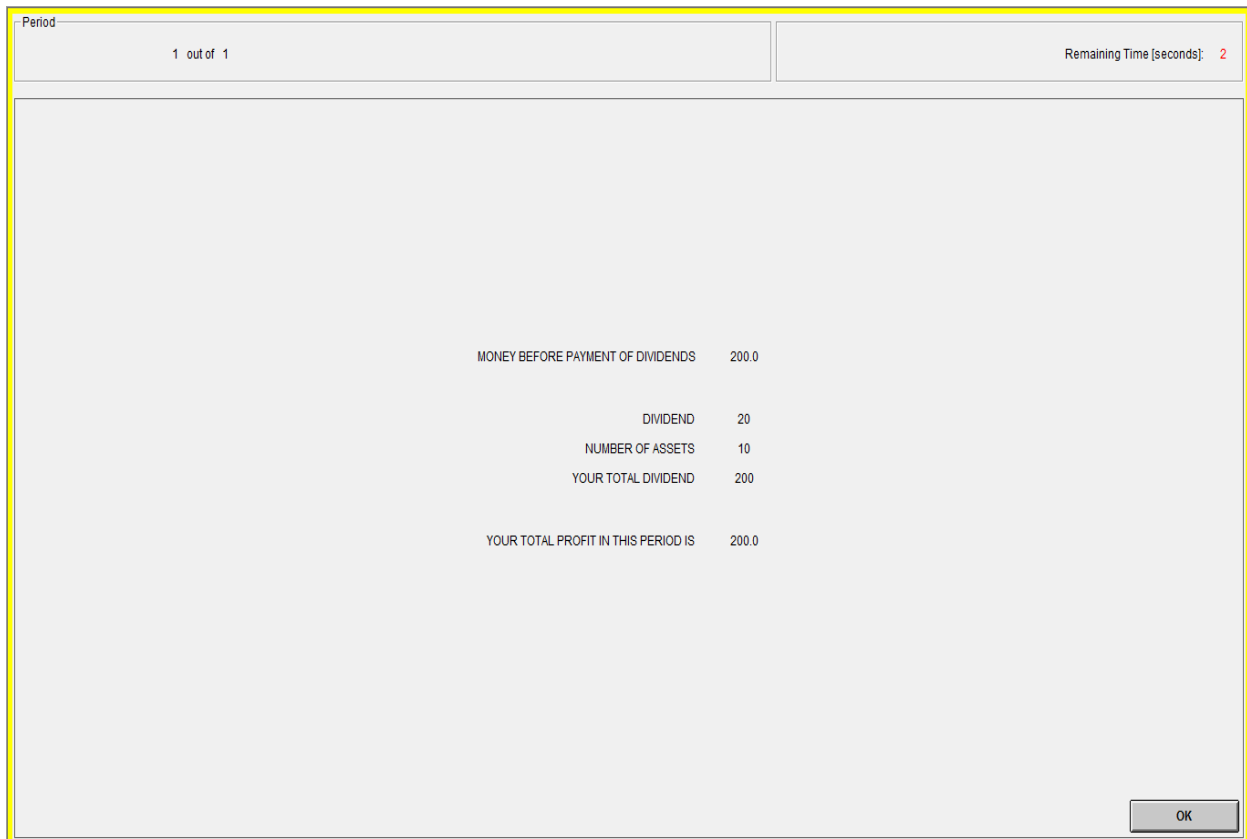 Period
1 out of 1
Remaining Time [seconds]: 2
MONEY BEFORE PAYMENT OF DIVIDENDS 200.0
DIVIDEND 20
NUMBER OF ASSETS 10
YOUR TOTAL DIVIDEND 200
YOUR TOTAL PROFIT IN THIS PERIOD IS 200.0
OK